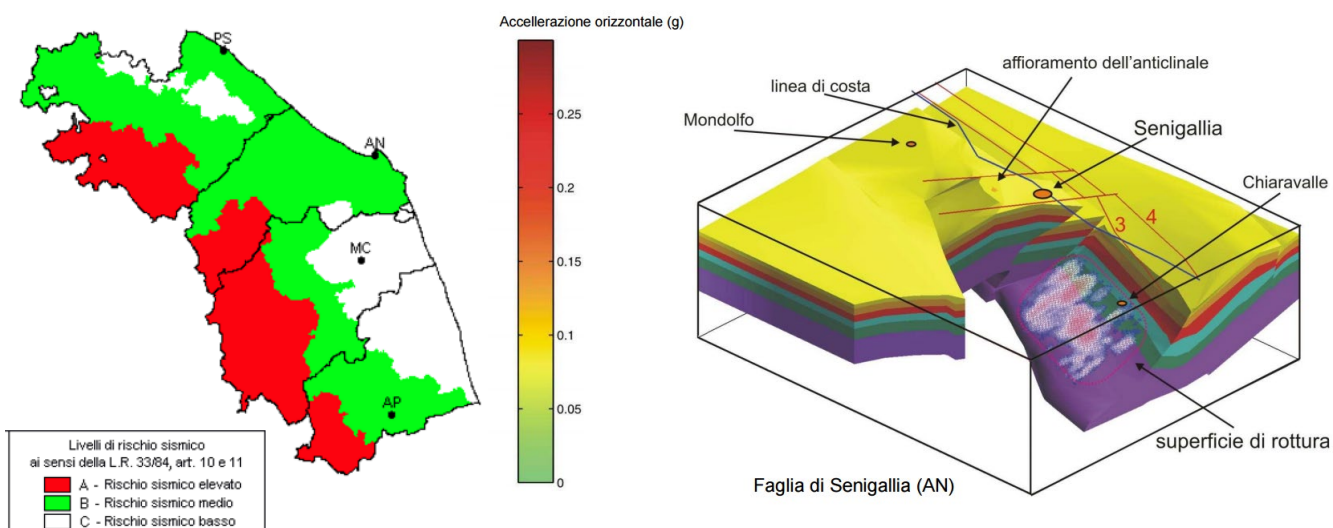 PS
AN
MC
AP
Livelli di rischio sismico
ai sensi della L.R. 33/84, art. 10 e 11
A - Rischio sismico elevato
B - Rischio sismico medio
C - Rischio sismico basso
Accellerazione orizzontale (g)
0.25
0.2
0.15
0.1
0.05
0
affioramento dell'anticlinale
linea di costa
Mondolfo
Senigallia
Chiaravalle
3
4
superficie di rottura
Faglia di Senigallia (AN)